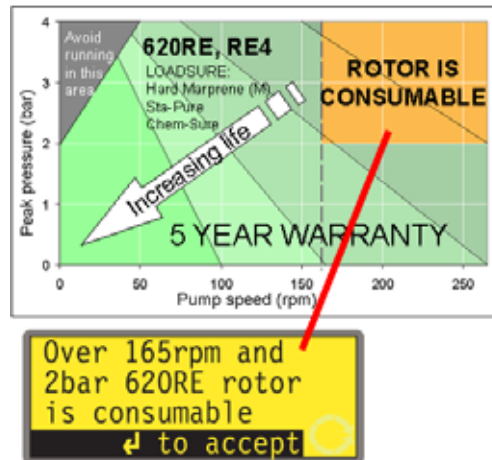 4
3
2
1
0
Peak pressure (bar)
Avoid
running
in this
area
620RE, RE4
LOADSURE:
Hard Marprene (M)
Sta-Pure
Chem-Sure
ROTOR IS
CONSUMABLE
Increasing life
5 YEAR WARRANTY
0 50 100 150 200 250
Pump speed (rpm)
Over 165rpm and
2bar 620RE rotor
is consumable
↲ to accept